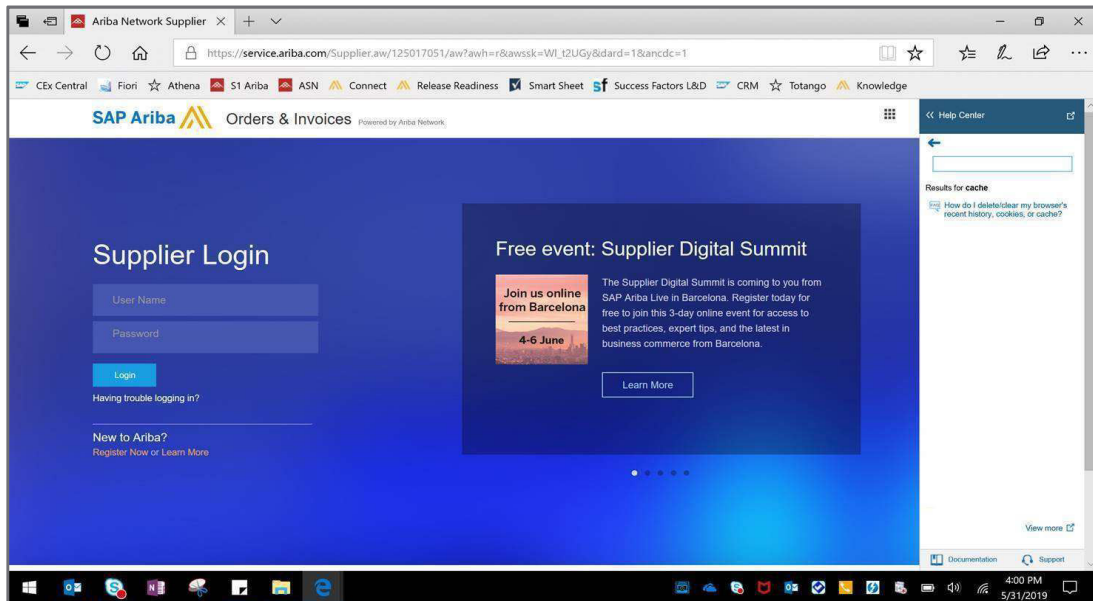 Ariba Network Supplier
https://service.ariba.com/Supplier.aw/125017051/aw?awh=r&awssk=WI_t2UGy&dard=1&ancdc=1
CEx Central Fiori Athena S1 Ariba ASN Connect Release Readiness Smart Sheet Sf Success Factors L&D CRM Totango Knowledge
SAP Ariba Orders & Invoices Powered by Ariba Network
Supplier Login
User Name
Password
Login
Having trouble logging in?
New to Ariba?
Register Now or Learn More
Free event: Supplier Digital Summit
Join us online
from Barcelona
4-6 June
The Supplier Digital Summit is coming to you from
SAP Ariba Live in Barcelona. Register today for
free to join this 3-day online event for access to
best practices, expert tips, and the latest in
business commerce from Barcelona.
Learn More
<< Help Center
Results for cache
FAQ How do I delete/clear my browser's
recent history, cookies, or cache?
View more
Documentation Support
4:00 PM
5/31/2019